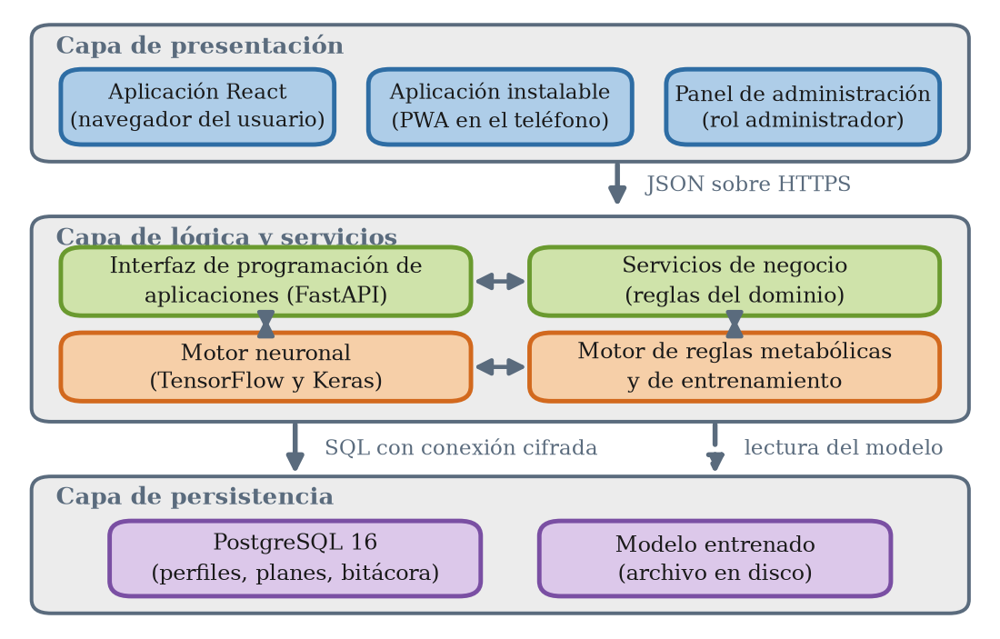 Capa de presentación
Aplicación React
(navegador del usuario)
Aplicación instalable
(PWA en el teléfono)
Panel de administración
(rol administrador)
JSON sobre HTTPS
Capa de lógica y servicios
Interfaz de programación de
aplicaciones (FastAPI)
Servicios de negocio
(reglas del dominio)
Motor neuronal
(TensorFlow y Keras)
Motor de reglas metabólicas
y de entrenamiento
SQL con conexión cifrada
lectura del modelo
Capa de persistencia
PostgreSQL 16
(perfiles, planes, bitácora)
Modelo entrenado
(archivo en disco)